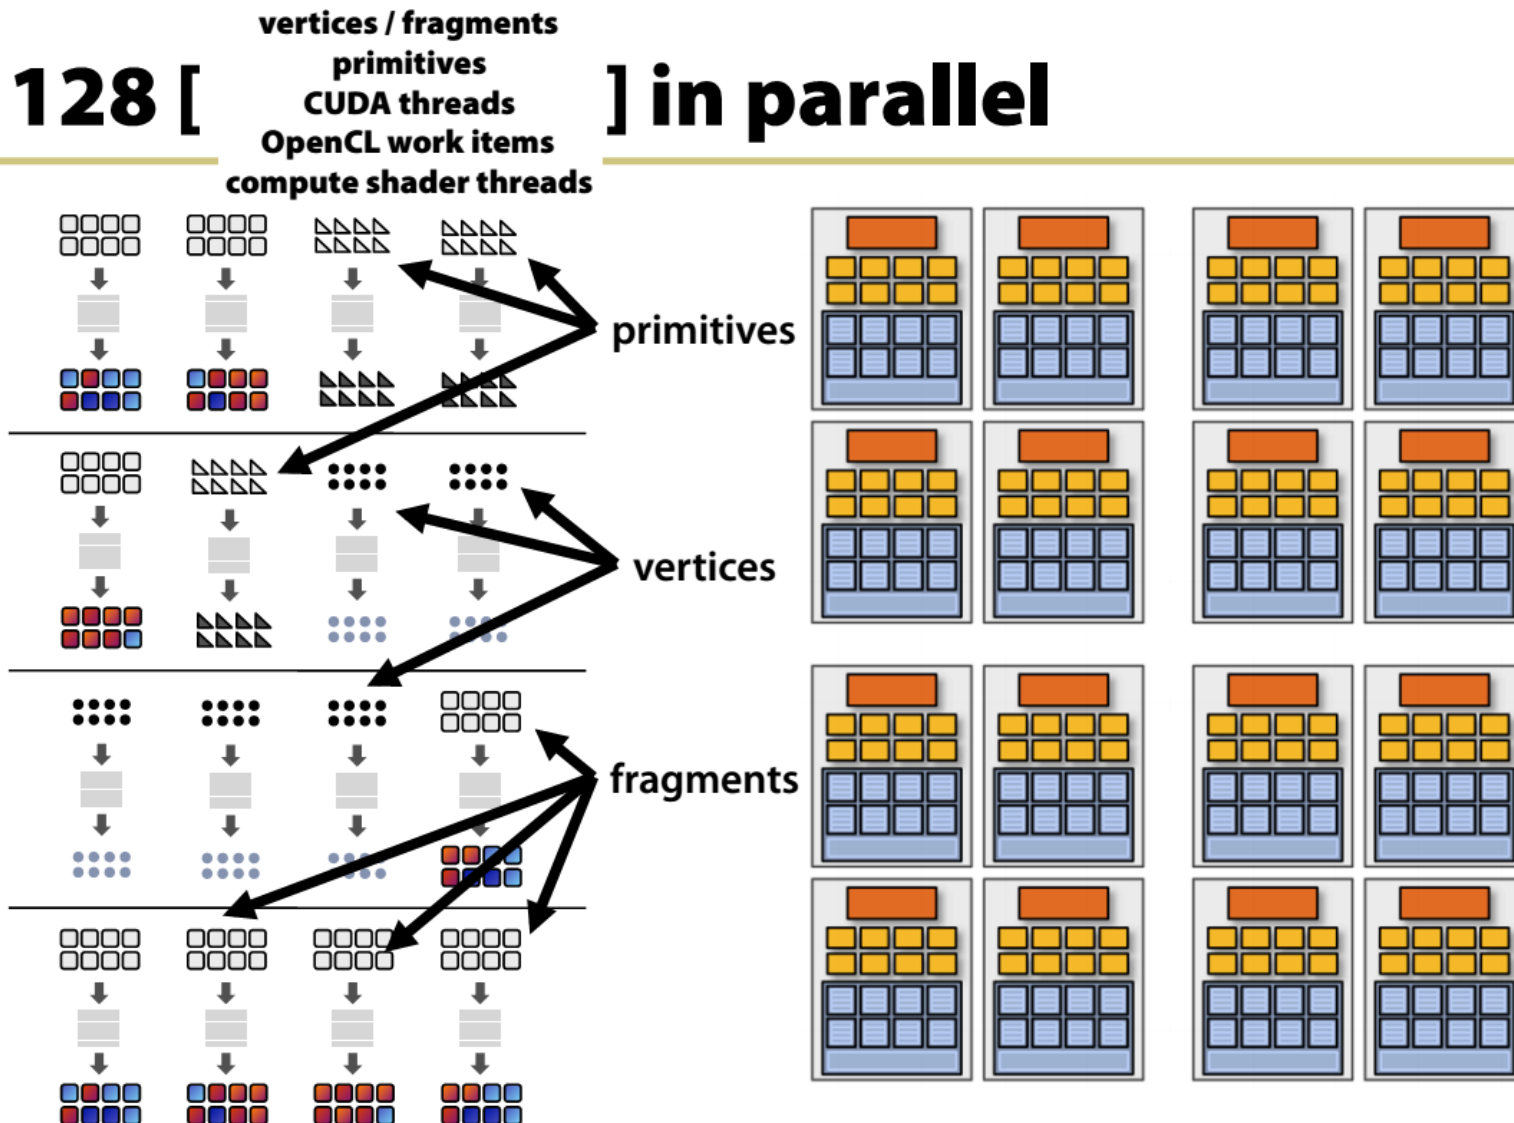 vertices / fragments
primitives
128 [ CUDA threads ] in parallel
OpenCL work items
compute shader threads
primitives
vertices
fragments